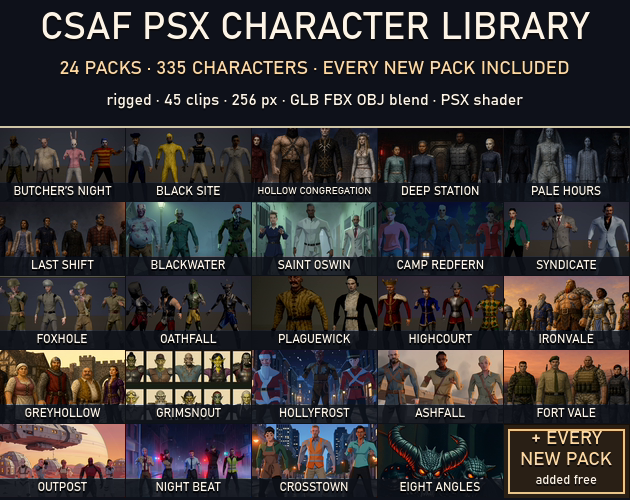 CSAF PSX CHARACTER LIBRARY
24 PACKS · 335 CHARACTERS · EVERY NEW PACK INCLUDED
rigged · 45 clips · 256 px · GLB FBX OBJ blend · PSX shader
BUTCHER'S NIGHT
BLACK SITE
HOLLOW CONGREGATION
DEEP STATION
PALE HOURS
LAST SHIFT
BLACKWATER
SAINT OSWIN
CAMP REDFERN
SYNDICATE
FOXHOLE
OATHFALL
PLAGUEWICK
HIGHCOURT
IRONVALE
GREYHOLLOW
GRIMSNOUT
HOLLYFROST
ASHFALL
FORT VALE
OUTPOST
NIGHT BEAT
CROSSTOWN
EIGHT ANGLES
+ EVERY
NEW PACK
added free